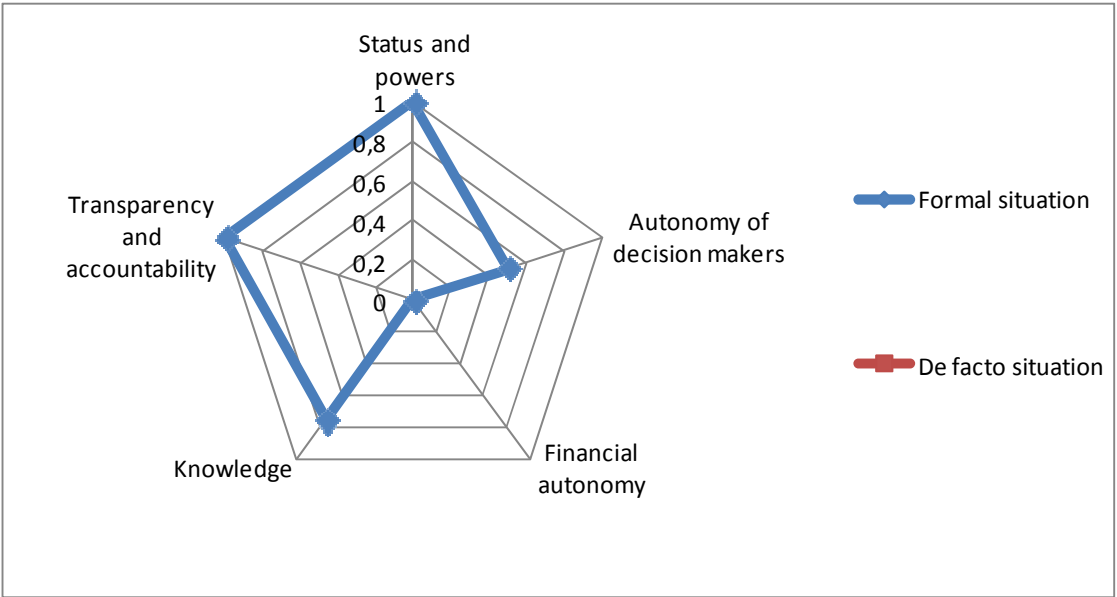 Status and
powers
1
0,8
0,6
0,4
0,2
0
Transparency
and
accountability
Autonomy of
decision makers
Knowledge
Financial
autonomy
Formal situation
De facto situation